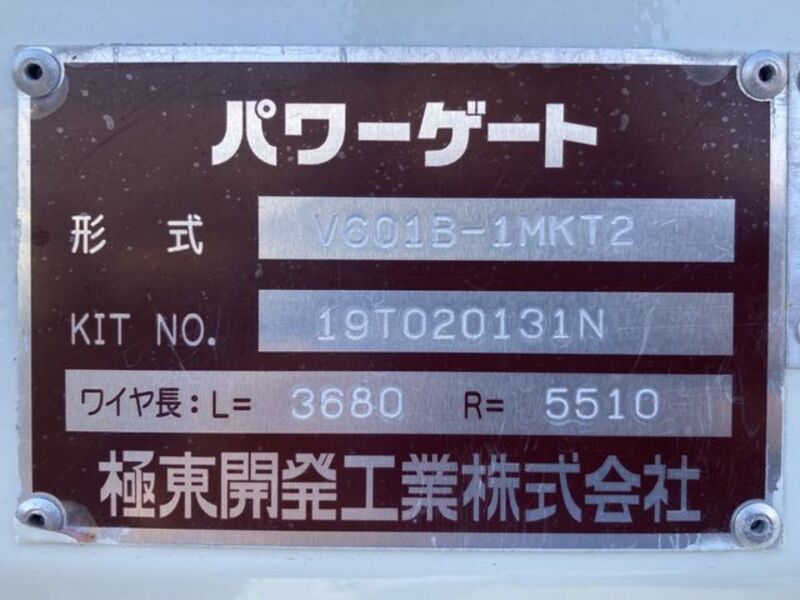 パワーゲート
形 式 V601B-1MKT2
KIT NO. 19T020131N
ワイヤ長:L= 3680 R= 5510
極東開発工業株式会社